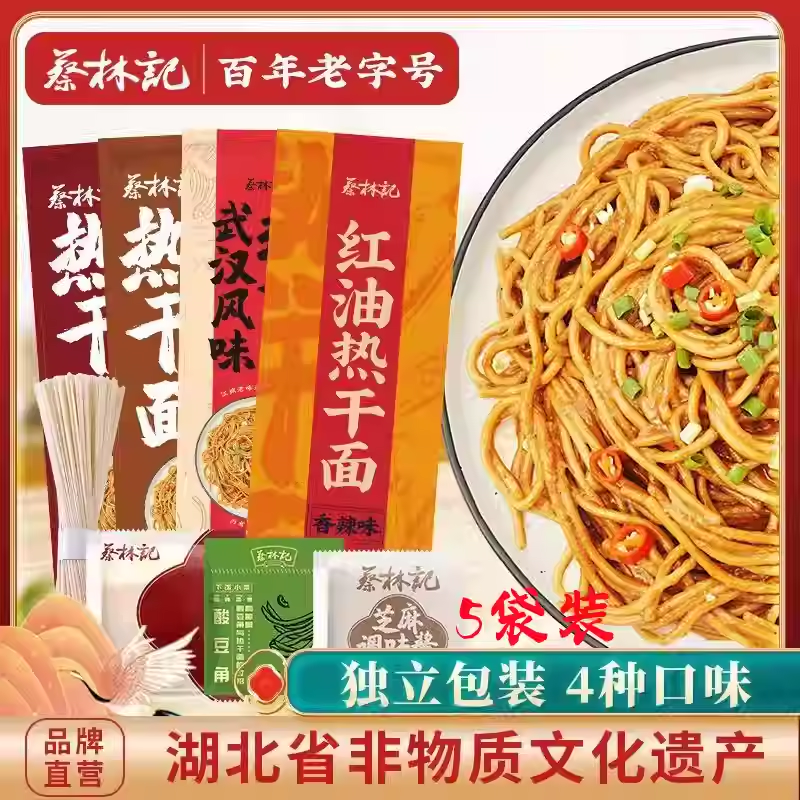 蔡林記 百年老字号
蔡林記
热干
蔡林記
热干面
蔡林記
武汉风味
蔡林記
红油热干面
香辣味
蔡林記
蔡林記
下饭小菜
酸豆角
蔡林記
芝麻
调味酱
5袋装
独立包装 4种口味
品牌
直营
湖北省非物质文化遗产